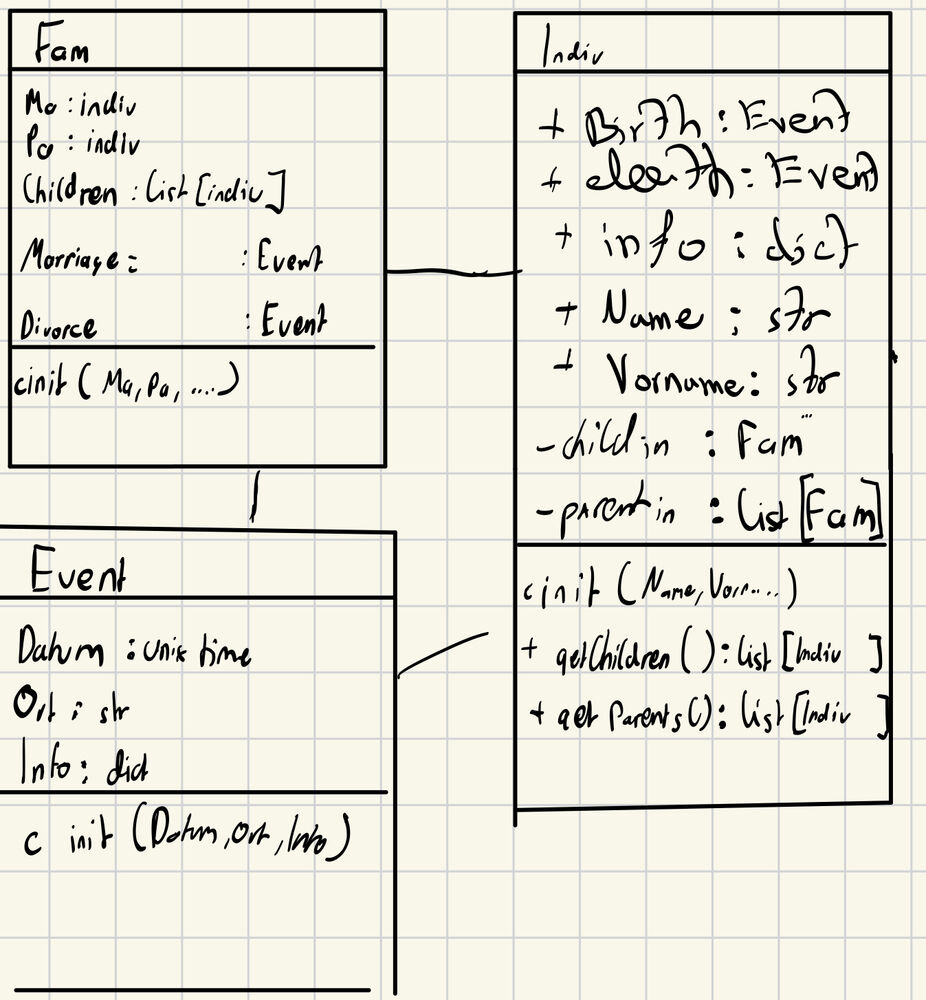 Fam
Ma : indiv
Pa : indiv
Children : List [indiv]
Marriage : : Event
Divorce : Event
cinit ( Ma, Pa, .... )
Indiv
+ Birth : Event
+ death : Event
+ info : dict
+ Name : str
+ Vorname : str
- child in : Fam
- parent in : List [Fam]
cinit ( Name, Vorn.... )
+ getChildren () : List [Indiv ]
+ get Parents () : List [Indiv ]
Event
Datum : unix time
Ort : str
Info : dict
c init ( Datum, Ort, Info )